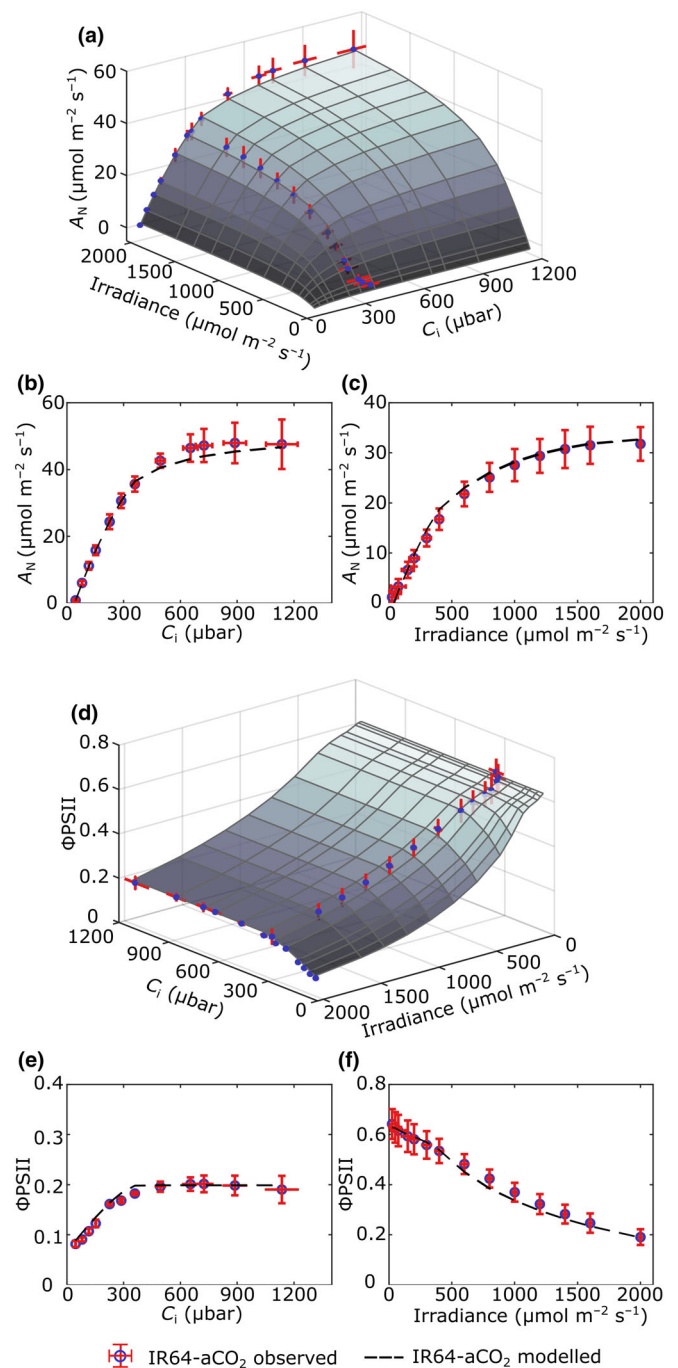 (a)
60
40
20
0
A_N (µmol m⁻² s⁻¹)
2000
1500
1000
500
0
Irradiance (µmol m⁻² s⁻¹)
0
300
600
900
1200
C_i (µbar)
(b)
60
40
20
0
A_N (µmol m⁻² s⁻¹)
0 300 600 900 1200
C_i (µbar)
(c)
40
30
20
10
0
A_N (µmol m⁻² s⁻¹)
0 500 1000 1500 2000
Irradiance (µmol m⁻² s⁻¹)
(d)
0.8
0.6
0.4
0.2
0
ΦPSII
1200
900
600
300
0
C_i (µbar)
2000
1500
1000
500
0
Irradiance (µmol m⁻² s⁻¹)
(e)
0.4
0.3
0.2
0.1
0
ΦPSII
0 300 600 900 1200
C_i (µbar)
(f)
0.8
0.6
0.4
0.2
0
ΦPSII
0 500 1000 1500 2000
Irradiance (µmol m⁻² s⁻¹)
IR64-aCO₂ observed
IR64-aCO₂ modelled